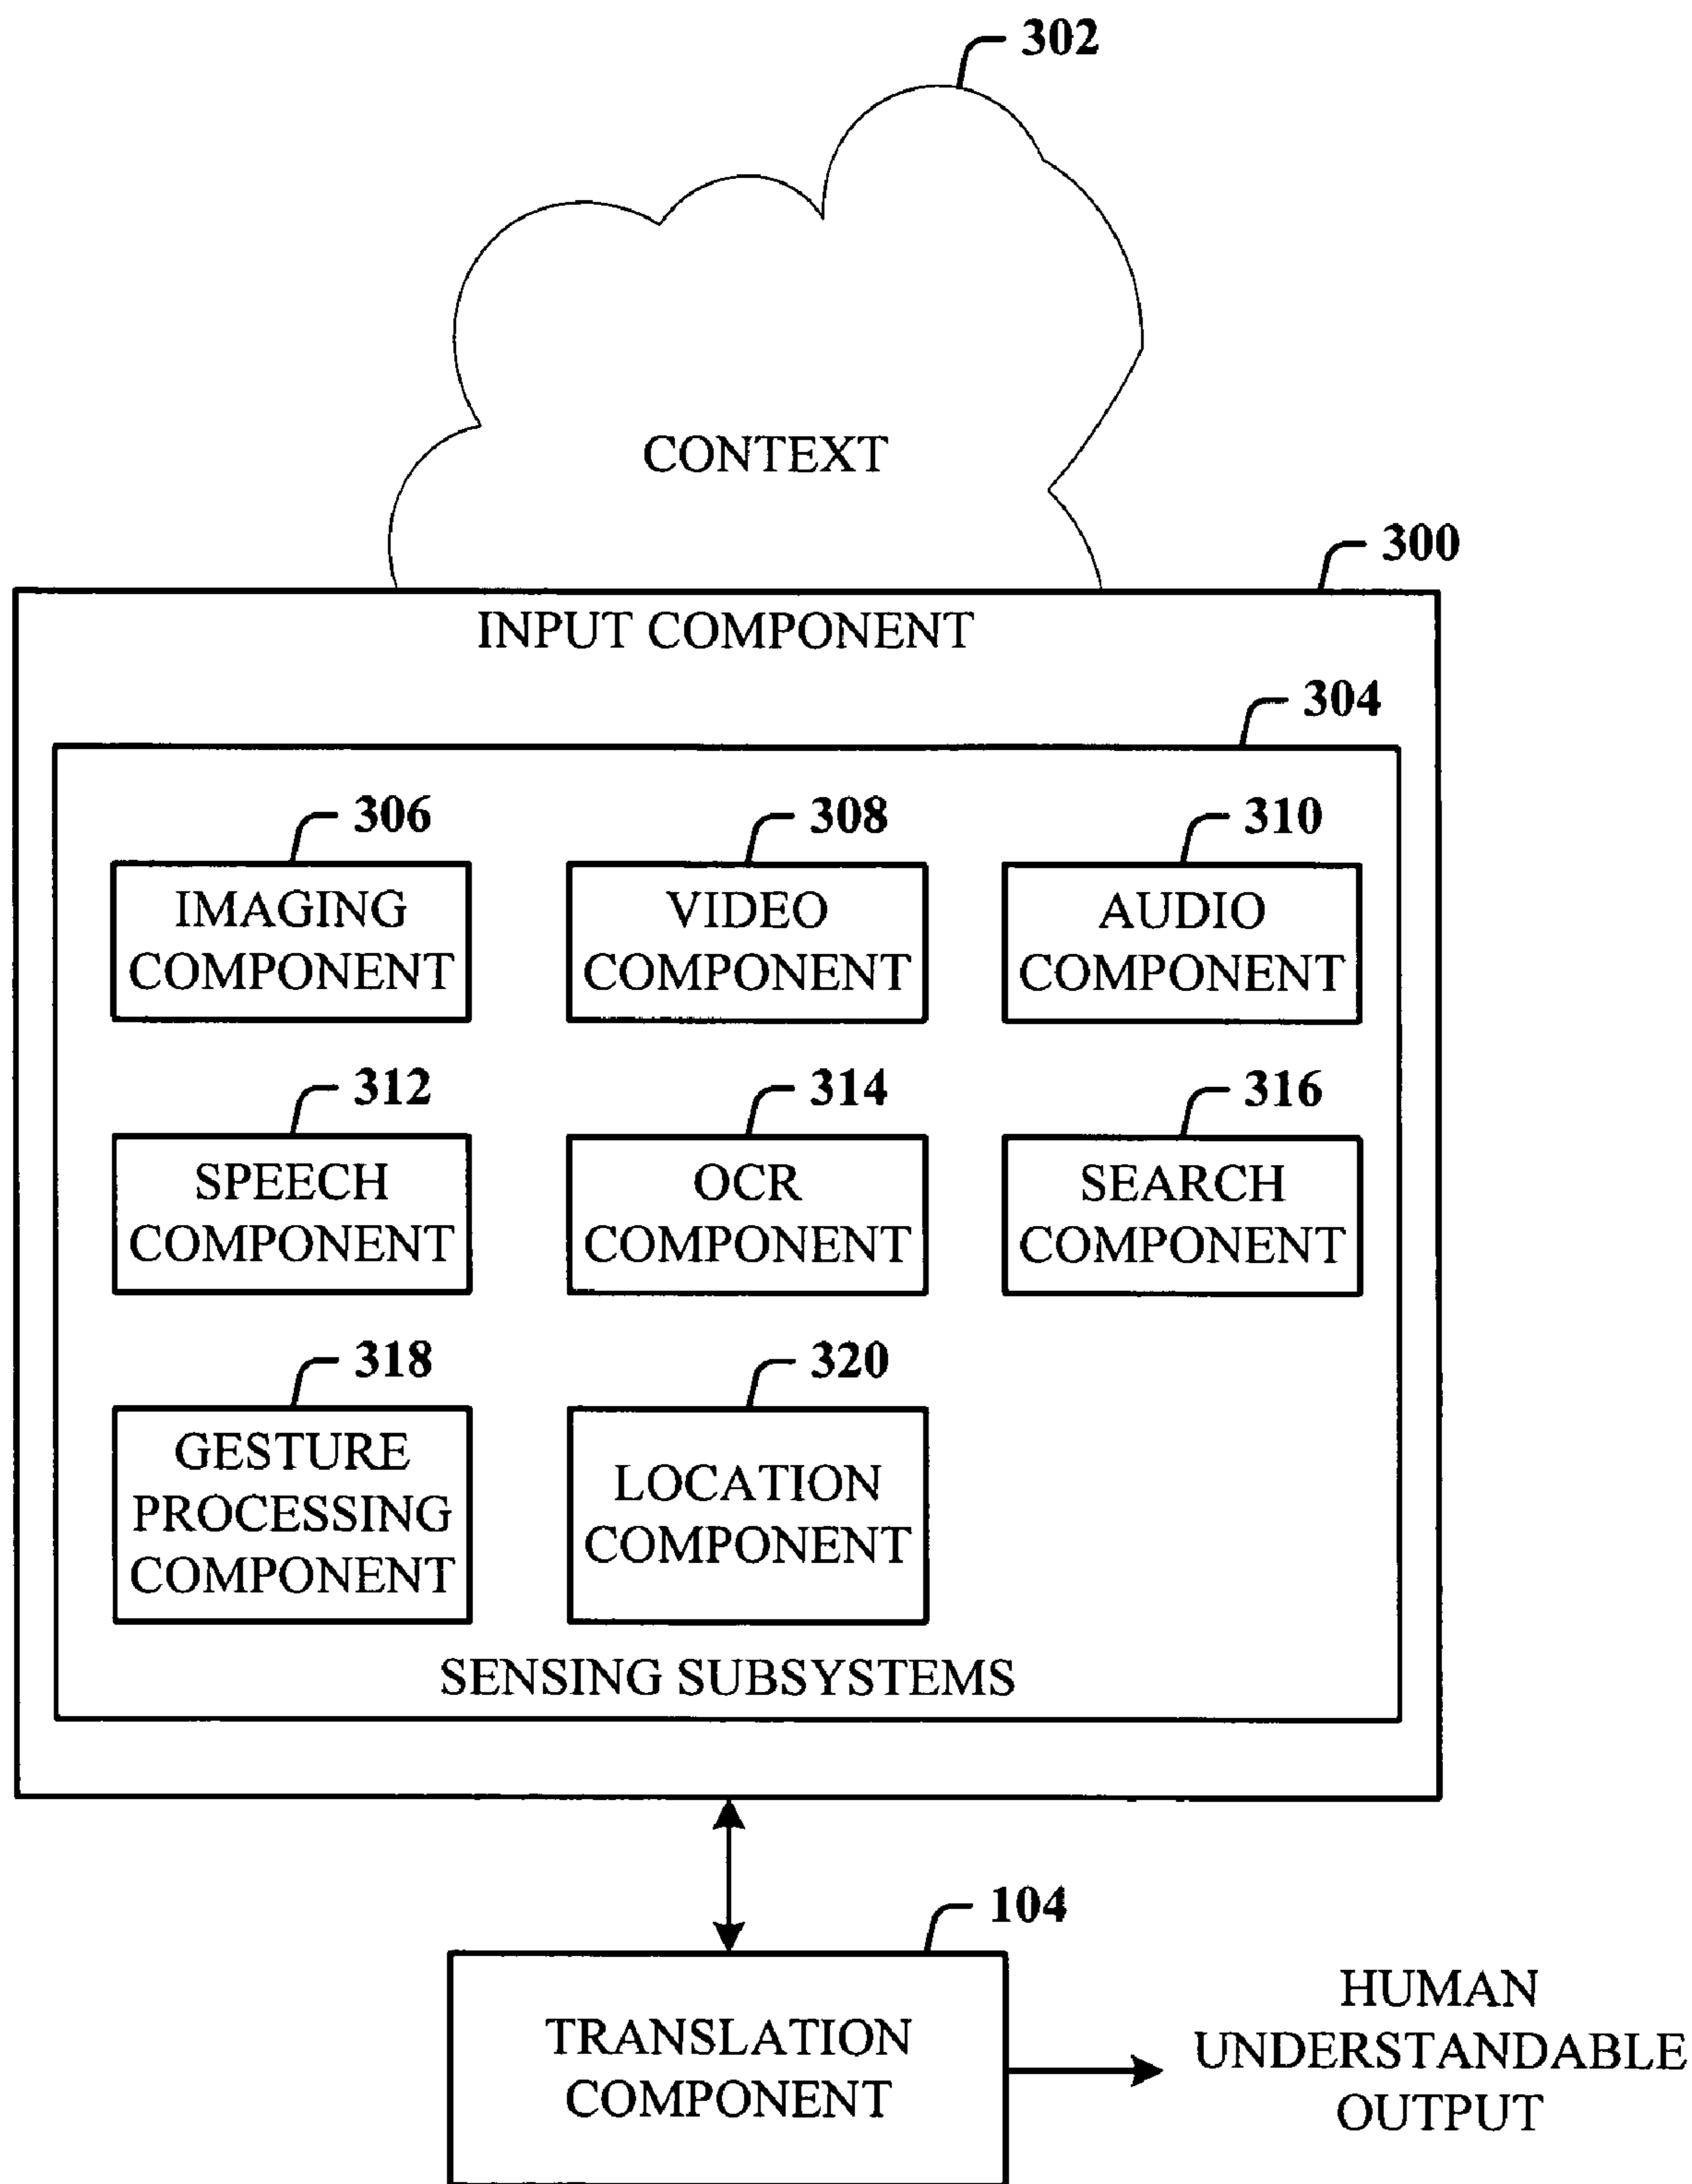 302
CONTEXT
300
INPUT COMPONENT
304
306
308
310
IMAGING
COMPONENT
VIDEO
COMPONENT
AUDIO
COMPONENT
312
314
316
SPEECH
COMPONENT
OCR
COMPONENT
SEARCH
COMPONENT
318
320
GESTURE
PROCESSING
COMPONENT
LOCATION
COMPONENT
SENSING SUBSYSTEMS
104
TRANSLATION
COMPONENT
HUMAN
UNDERSTANDABLE
OUTPUT